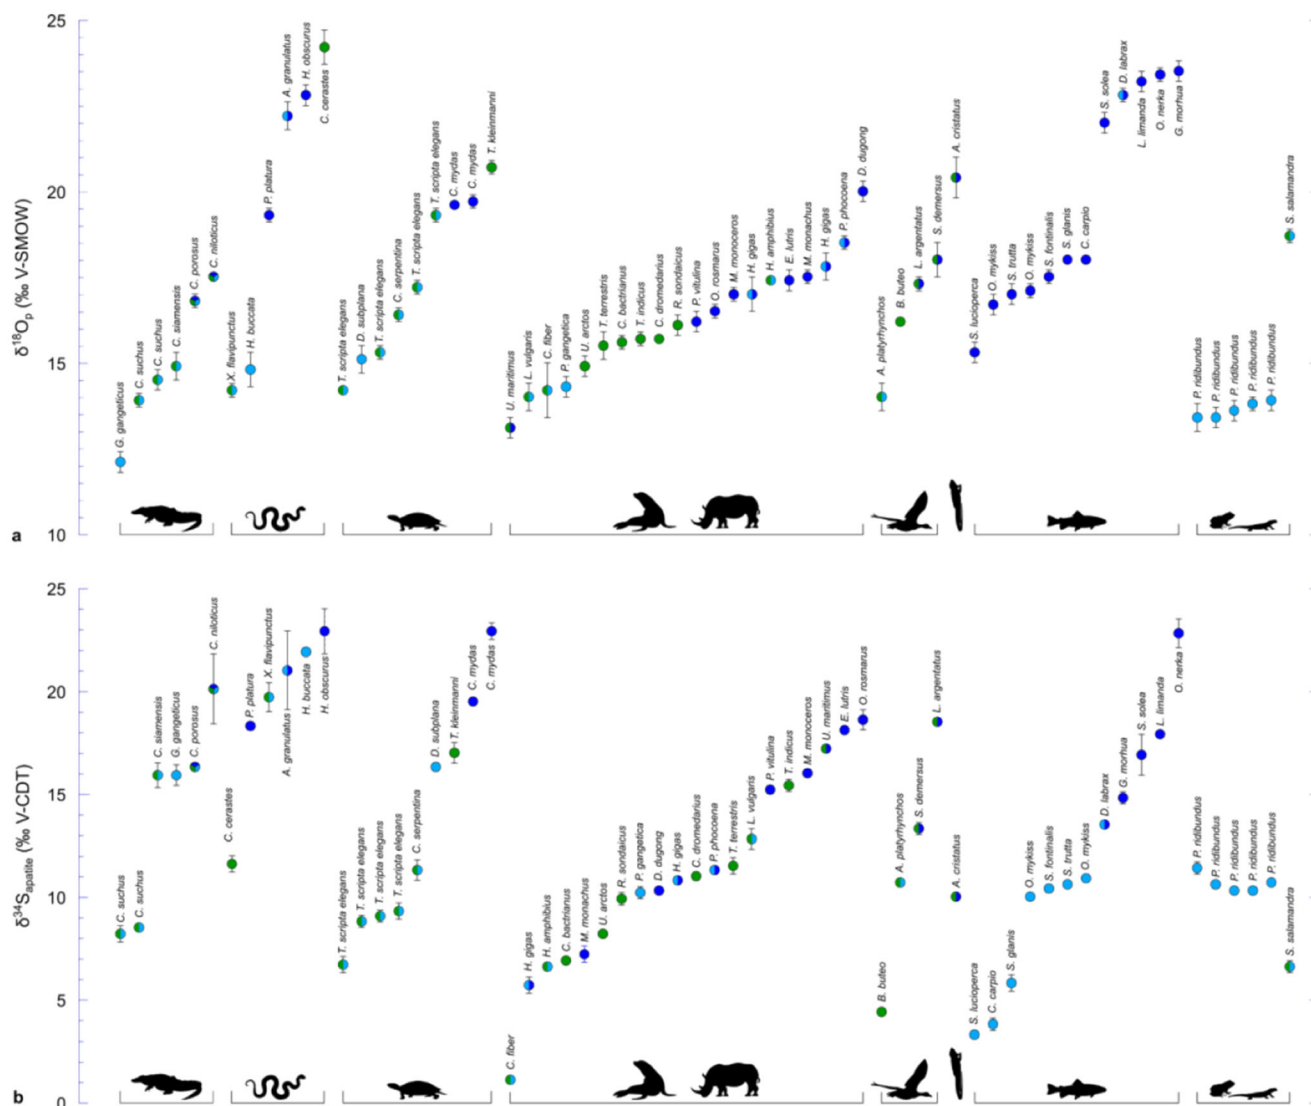 25
20
15
10
δ18Op (‰ V-SMOW)
a
G. gangeticus
C. suchus
C. suchus
C. siamensis
C. porosus
C. niloticus
X. flavipunctus
H. buccata
P. platura
A. granulatus
H. obscurus
C. cerastes
T. scripta elegans
D. subplana
T. scripta elegans
C. serpentina
T. scripta elegans
T. scripta elegans
C. mydas
C. mydas
T. kleinmanni
U. maritimus
L. vulgaris
C. fiber
P. gangetica
U. arctos
T. terrestris
C. bactrianus
T. indicus
C. dromedarius
R. sondaicus
P. vitulina
O. rosmarus
M. monoceros
H. gigas
H. amphibius
E. lutris
M. monachus
H. gigas
P. phocoena
D. dugong
A. platyrhynchos
B. buteo
L. argentatus
S. demersus
A. cristatus
S. lucioperca
O. mykiss
S. trutta
O. mykiss
S. fontinalis
S. glanis
C. carpio
S. solea
D. labrax
L. limanda
O. nerka
G. morhua
P. ridibundus
P. ridibundus
P. ridibundus
P. ridibundus
P. ridibundus
S. salamandra
25
20
15
10
5
0
δ34Sapatite (‰ V-CDT)
b
C. suchus
C. suchus
C. siamensis
G. gangeticus
C. porosus
C. niloticus
C. cerastes
P. platura
X. flavipunctus
A. granulatus
H. buccata
H. obscurus
T. scripta elegans
T. scripta elegans
T. scripta elegans
T. scripta elegans
C. serpentina
D. subplana
T. kleinmanni
C. mydas
C. mydas
C. fiber
H. gigas
H. amphibius
C. bactrianus
M. monachus
U. arctos
R. sondaicus
P. gangetica
D. dugong
H. gigas
C. dromedarius
P. phocoena
T. terrestris
L. vulgaris
P. vitulina
T. indicus
M. monoceros
U. maritimus
E. lutris
O. rosmarus
B. buteo
A. platyrhynchos
S. demersus
L. argentatus
A. cristatus
S. lucioperca
C. carpio
S. glanis
O. mykiss
S. fontinalis
S. trutta
O. mykiss
D. labrax
G. morhua
S. solea
L. limanda
O. nerka
P. ridibundus
P. ridibundus
P. ridibundus
P. ridibundus
P. ridibundus
S. salamandra